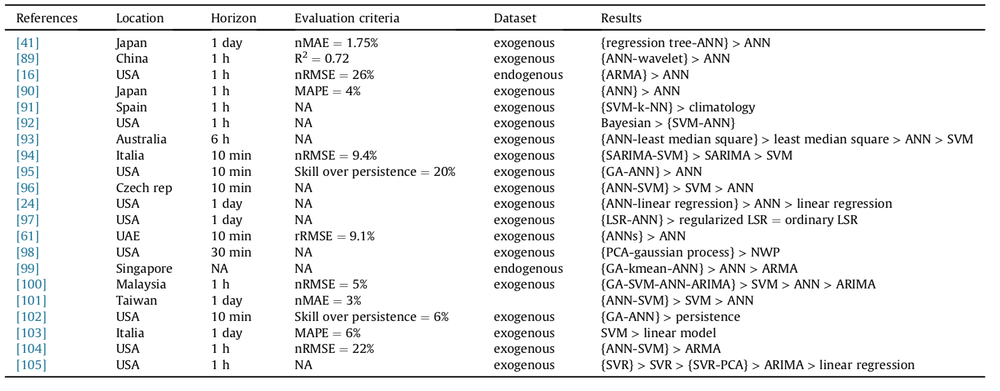 References Location Horizon Evaluation criteria Dataset Results
[41] Japan 1 day nMAE = 1.75% exogenous {regression tree-ANN} > ANN
[89] China 1 h R² = 0.72 exogenous {ANN-wavelet} > ANN
[16] USA 1 h nRMSE = 26% endogenous {ARMA} > ANN
[90] Japan 1 h MAPE = 4% exogenous {ANN} > ANN
[91] Spain 1 h NA exogenous {SVM-k-NN} > climatology
[92] USA 1 h NA exogenous Bayesian > {SVM-ANN}
[93] Australia 6 h NA exogenous {ANN-least median square} > least median square > ANN > SVM
[94] Italia 10 min nRMSE = 9.4% exogenous {SARIMA-SVM} > SARIMA > SVM
[95] USA 10 min Skill over persistence = 20% exogenous {GA-ANN} > ANN
[96] Czech rep 10 min NA exogenous {ANN-SVM} > SVM > ANN
[24] USA 1 day NA exogenous {ANN-linear regression} > ANN > linear regression
[97] USA 1 day NA exogenous {LSR-ANN} > regularized LSR = ordinary LSR
[61] UAE 10 min rRMSE = 9.1% exogenous {ANNs} > ANN
[98] USA 30 min NA exogenous {PCA-gaussian process} > NWP
[99] Singapore NA NA endogenous {GA-kmean-ANN} > ANN > ARMA
[100] Malaysia 1 h nRMSE = 5% exogenous {GA-SVM-ANN-ARIMA} > SVM > ANN > ARIMA
[101] Taiwan 1 day nMAE = 3% {ANN-SVM} > SVM > ANN
[102] USA 10 min Skill over persistence = 6% exogenous {GA-ANN} > persistence
[103] Italia 1 day MAPE = 6% exogenous SVM > linear model
[104] USA 1 h nRMSE = 22% exogenous {ANN-SVM} > ARMA
[105] USA 1 h NA exogenous {SVR} > SVR > {SVR-PCA} > ARIMA > linear regression